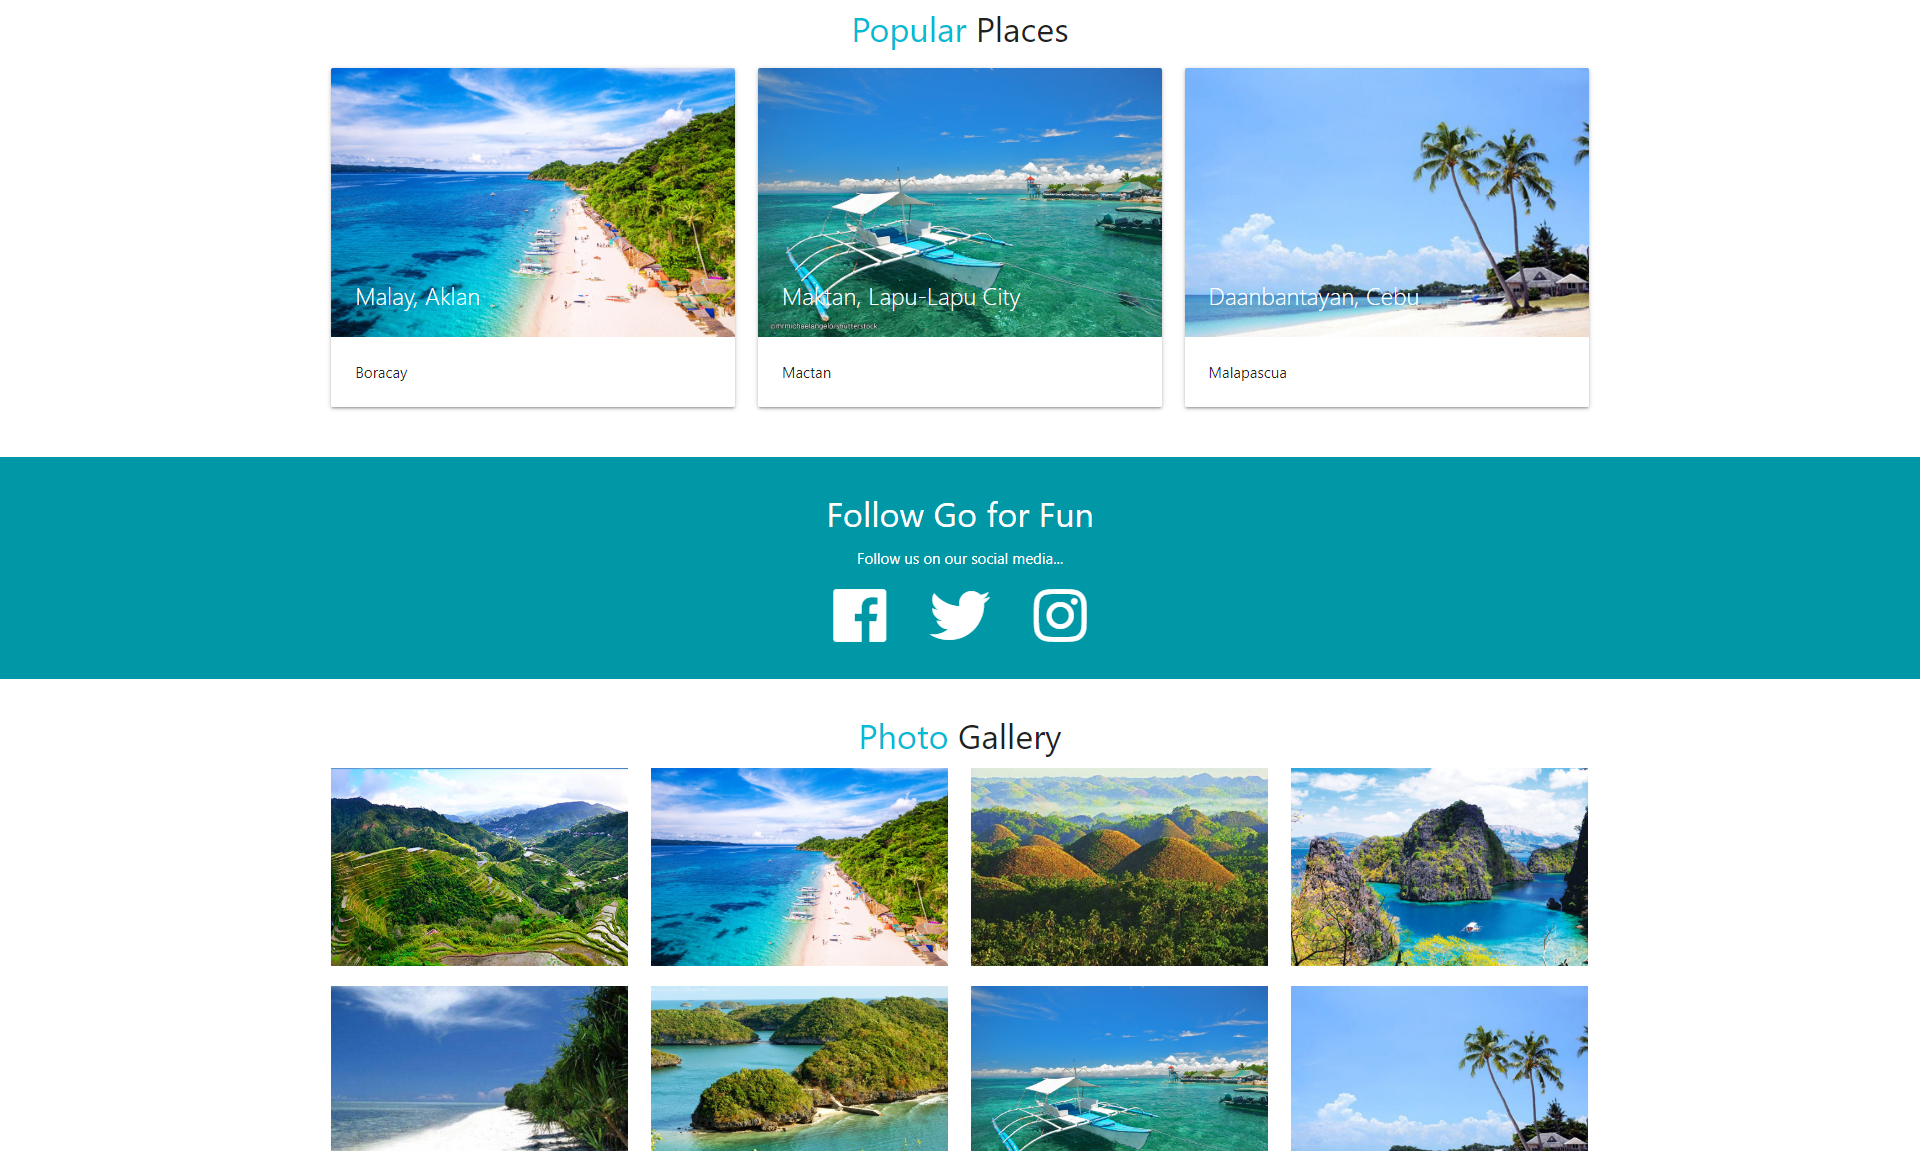 Popular Places
Malay, Aklan
Maktan, Lapu-Lapu City
Daanbantayan, Cebu
©mrmichaelangelo/shutterstock
Boracay
Mactan
Malapascua
Follow Go for Fun
Follow us on our social media...
Photo Gallery